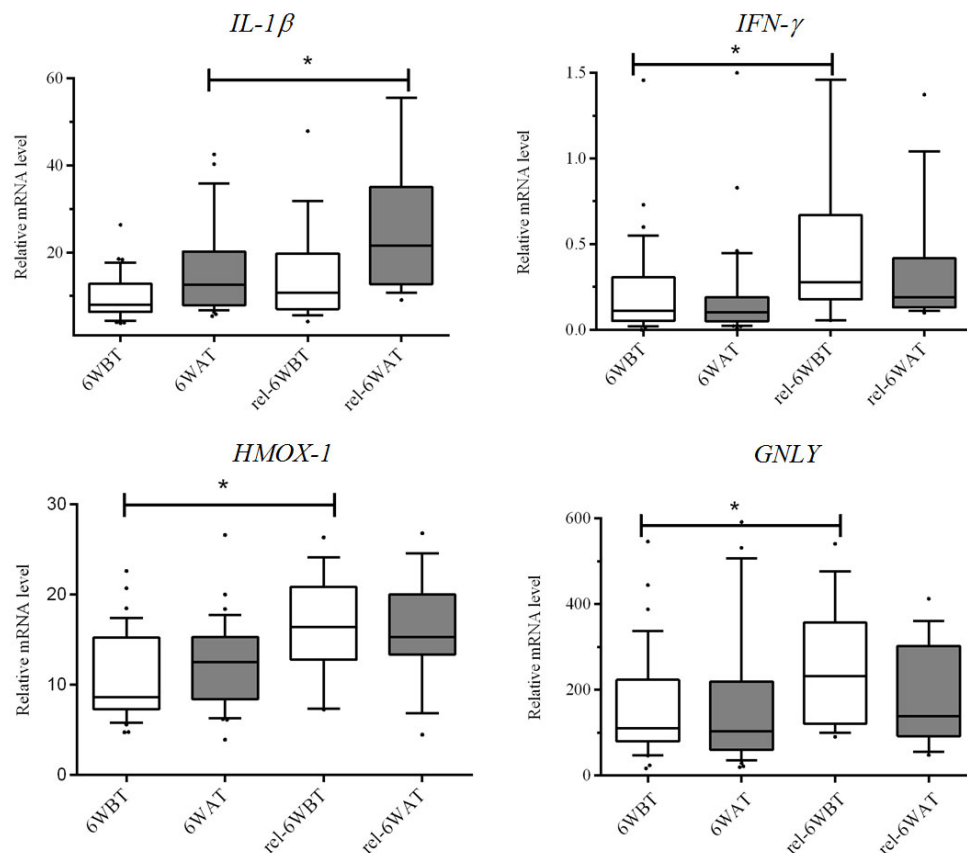 IL-1β
*
Relative mRNA level
60
40
20
6WBT
6WAT
rel-6WBT
rel-6WAT
IFN-γ
*
Relative mRNA level
1.5
1.0
0.5
0.0
6WBT
6WAT
rel-6WBT
rel-6WAT
HMOX-1
*
Relative mRNA level
30
20
10
0
6WBT
6WAT
rel-6WBT
rel-6WAT
GNLY
*
Relative mRNA level
600
400
200
0
6WBT
6WAT
rel-6WBT
rel-6WAT